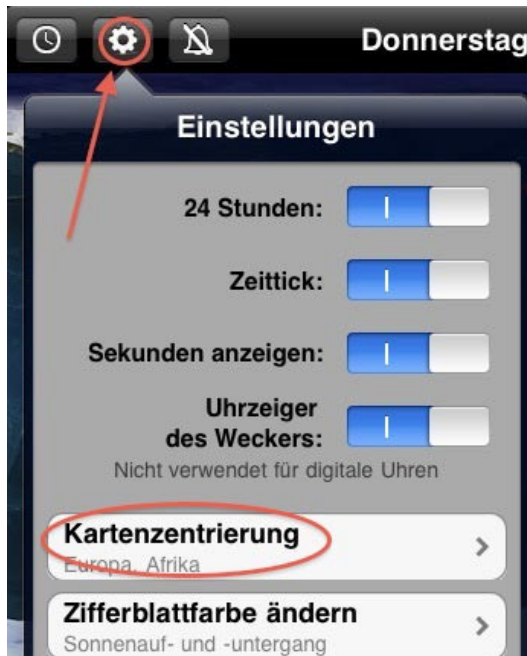 Donnerstag
Einstellungen
24 Stunden:
Zeittick:
Sekunden anzeigen:
Uhrzeiger
des Weckers:
Nicht verwendet für digitale Uhren
Kartenzentrierung
Europa, Afrika
Zifferblattfarbe ändern
Sonnenauf- und -untergang